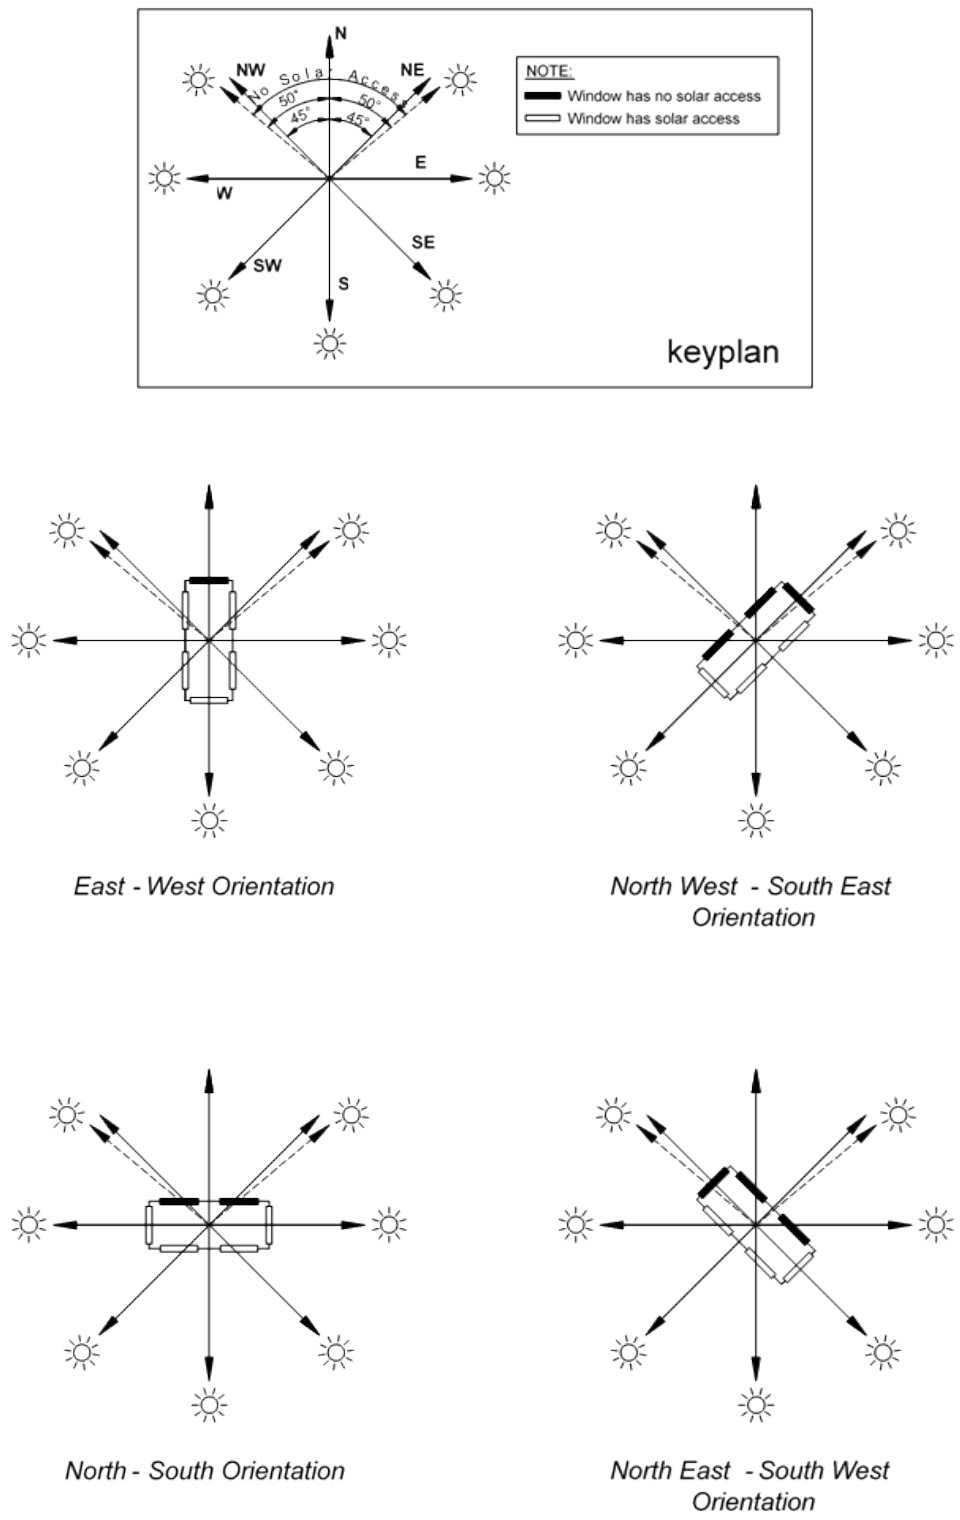 N
NW
No Solar Access
NE
50°
50°
45°
45°
W
E
SW
SE
S
NOTE:
Window has no solar access
Window has solar access
keyplan
East - West Orientation
North West - South East
Orientation
North - South Orientation
North East - South West
Orientation